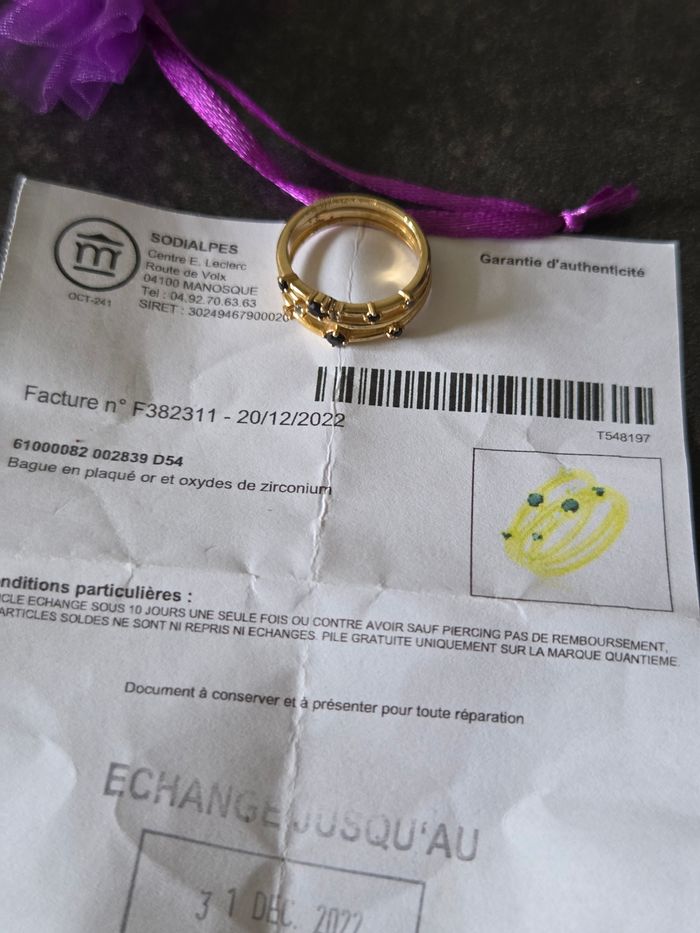 SODIALPES
Centre E. Leclerc
Route de Voix
04100 MANOSQUE
Tel : 04.92.70.63.63
SIRET : 30249467900020
OCT-241
Garantie d'authenticité
Facture n° F382311 - 20/12/2022
T548197
61000082 002839 D54
Bague en plaqué or et oxydes de zirconium
nditions particulières :
CLE ECHANGE SOUS 10 JOURS UNE SEULE FOIS OU CONTRE AVOIR SAUF PIERCING PAS DE REMBOURSEMENT,
ARTICLES SOLDES NE SONT NI REPRIS NI ECHANGES. PILE GRATUITE UNIQUEMENT SUR LA MARQUE QUANTIEME.
Document à conserver et à présenter pour toute réparation
ECHANGE JUSQU'AU
31 DEC. 2022